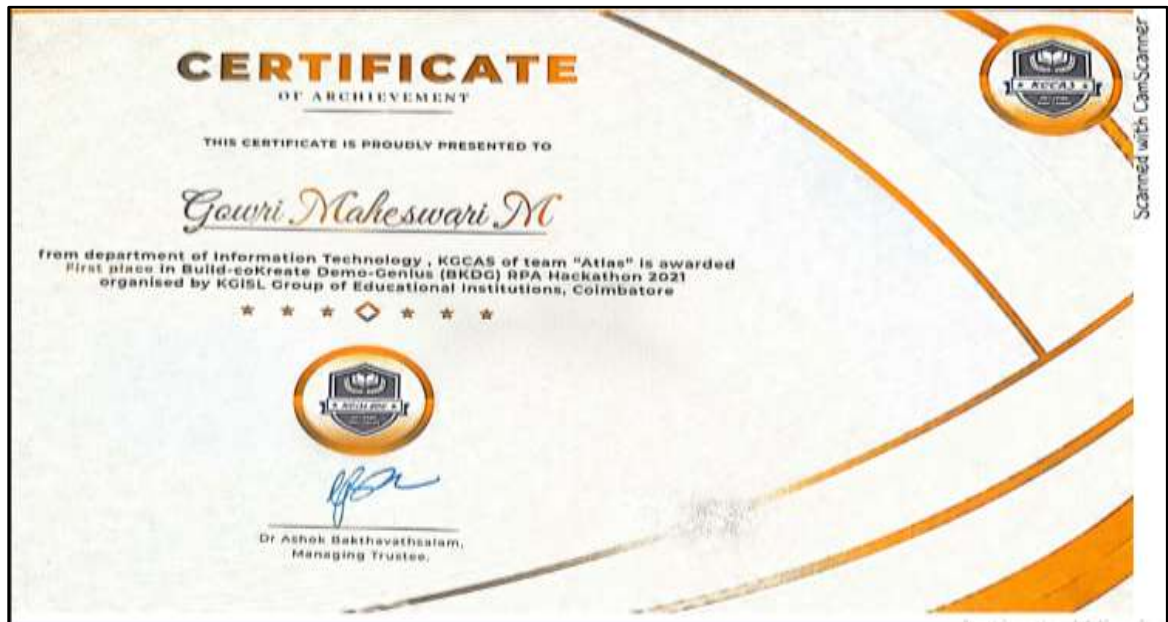 CERTIFICATE
OF ARCHIEVEMENT
THIS CERTIFICATE IS PROUDLY PRESENTED TO
Gowri Maheswari M
from department of Information Technology , KGCAS of team "Atlas" is awarded
First place in Build-coKreate Demo-Genius (BKDG) RPA Hackathon 2021
organised by KGISL Group of Educational Institutions, Coimbatore
Dr Ashok Bakthavathsalam,
Managing Trustee.
KGCAS
Scanned with CamScanner